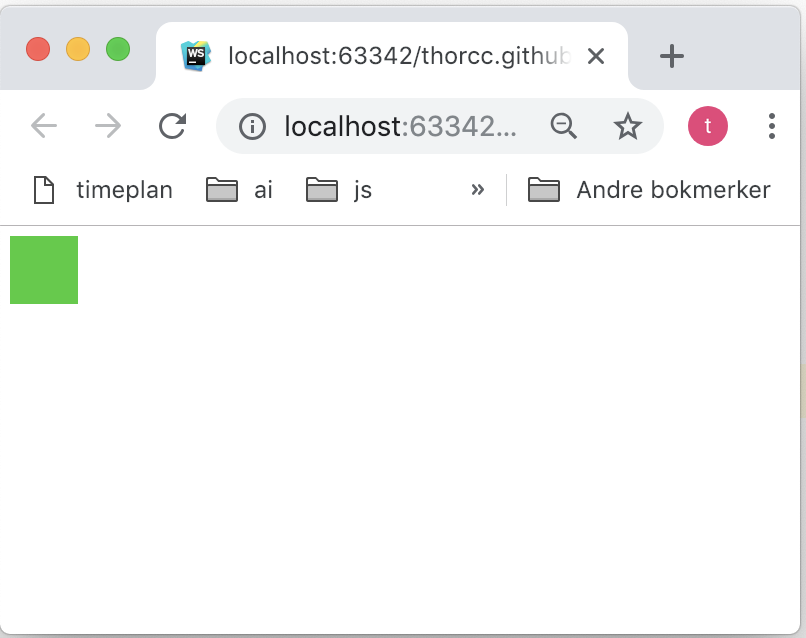 WS localhost:63342/thorcc.github
localhost:63342... t
timeplan ai js » Andre bokmerker